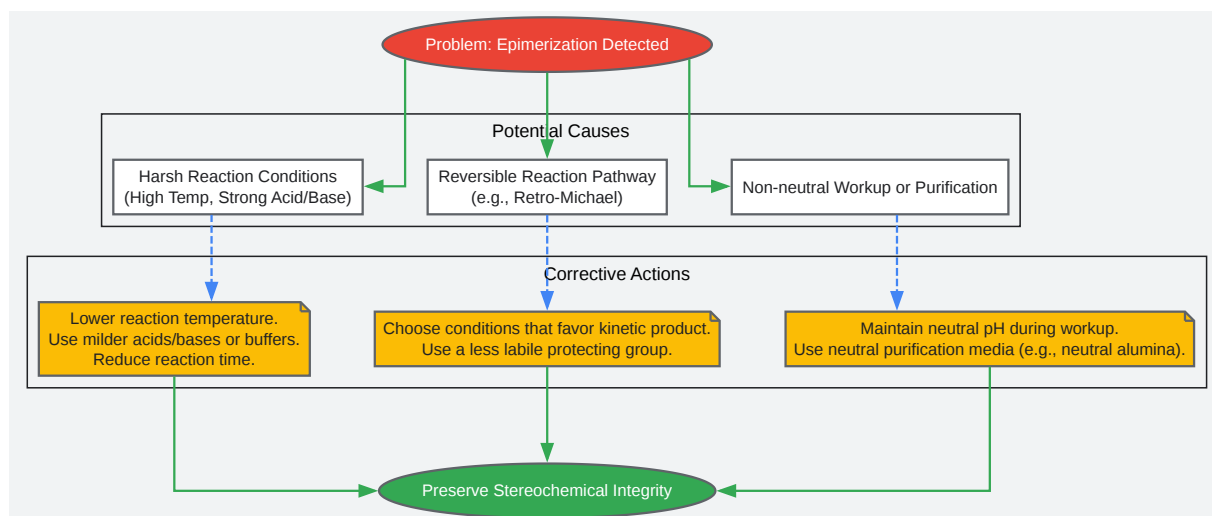 Problem: Epimerization Detected
Potential Causes
Harsh Reaction Conditions
(High Temp, Strong Acid/Base)
Reversible Reaction Pathway
(e.g., Retro-Michael)
Non-neutral Workup or Purification
Corrective Actions
Lower reaction temperature.
Use milder acids/bases or buffers.
Reduce reaction time.
Choose conditions that favor kinetic product.
Use a less labile protecting group.
Maintain neutral pH during workup.
Use neutral purification media (e.g., neutral alumina).
Preserve Stereochemical Integrity